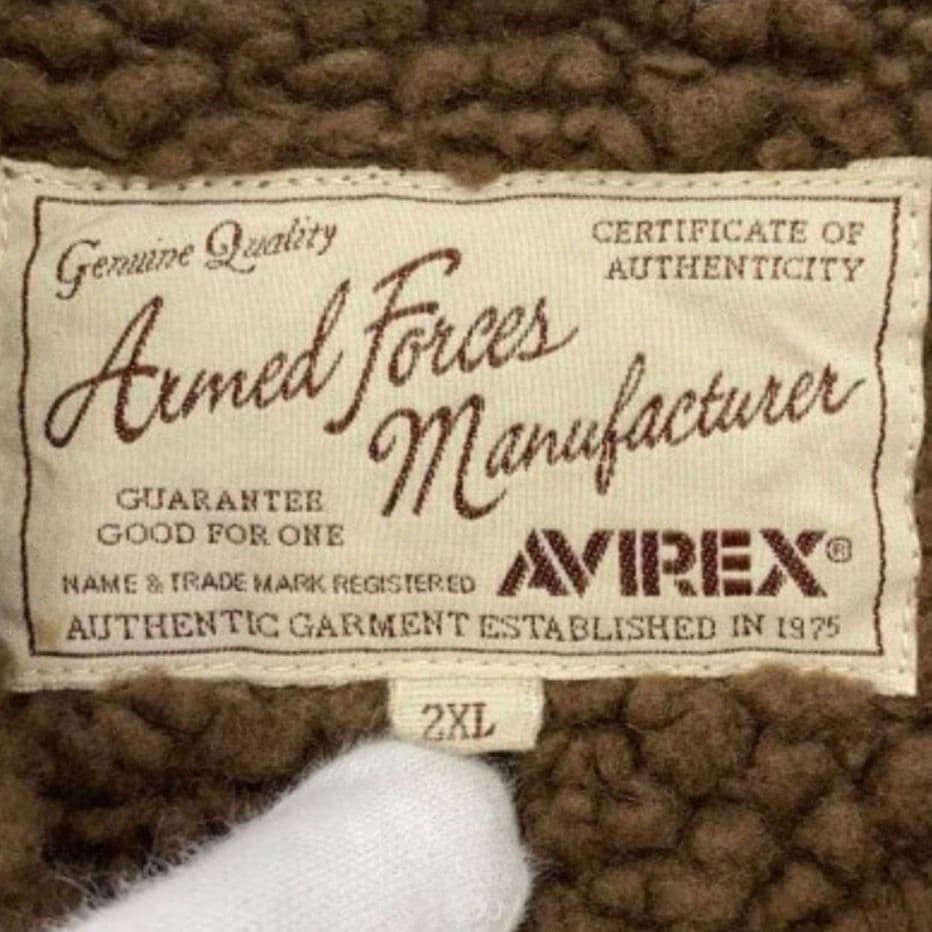 Genuine Quality
CERTIFICATE OF
AUTHENTICITY
Armed Forces
Manufacturer
GUARANTEE
GOOD FOR ONE
NAME & TRADE MARK REGISTERED
AVIREX®
AUTHENTIC GARMENT ESTABLISHED IN 1975
2XL